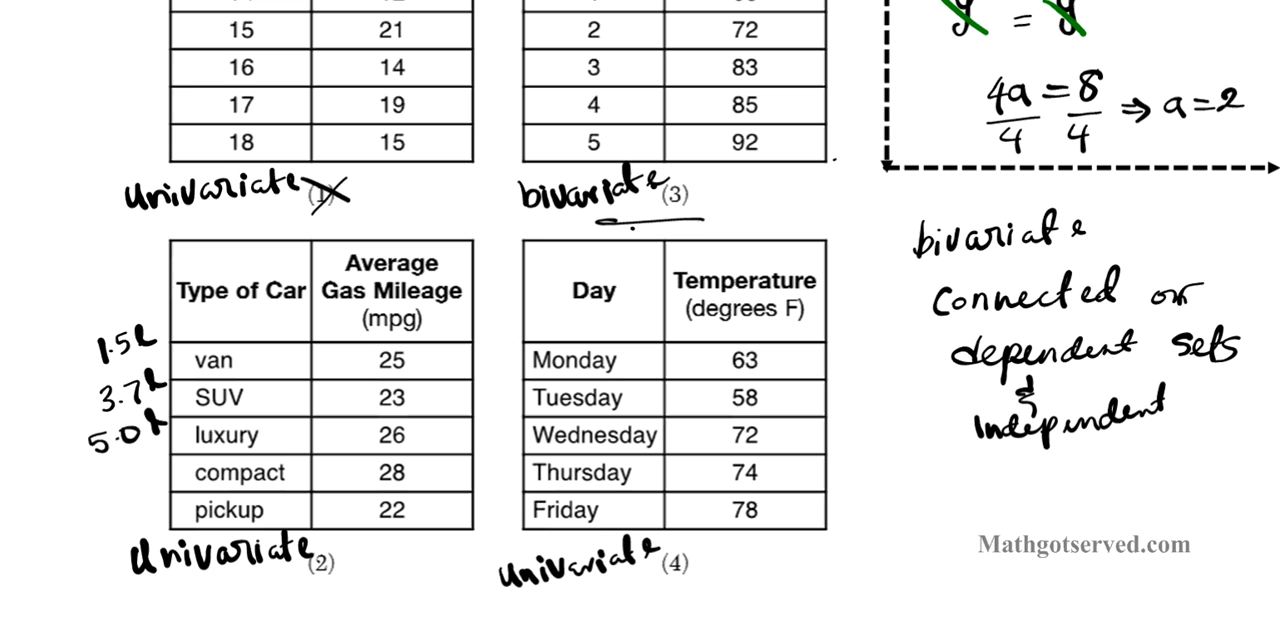 15 21
16 14
17 19
18 15
univariate (1)
2 72
3 83
4 85
5 92
bivariate (3)
Type of Car Average Gas Mileage (mpg)
1.5L van 25
3.7L SUV 23
5.0L luxury 26
compact 28
pickup 22
Univariate (2)
Day Temperature (degrees F)
Monday 63
Tuesday 58
Wednesday 72
Thursday 74
Friday 78
univariate (4)
y = y
4a = 8 ⇒ a = 2
4 4
bivariate
Connected or
dependent sets
&
Independent
Mathgotserved.com